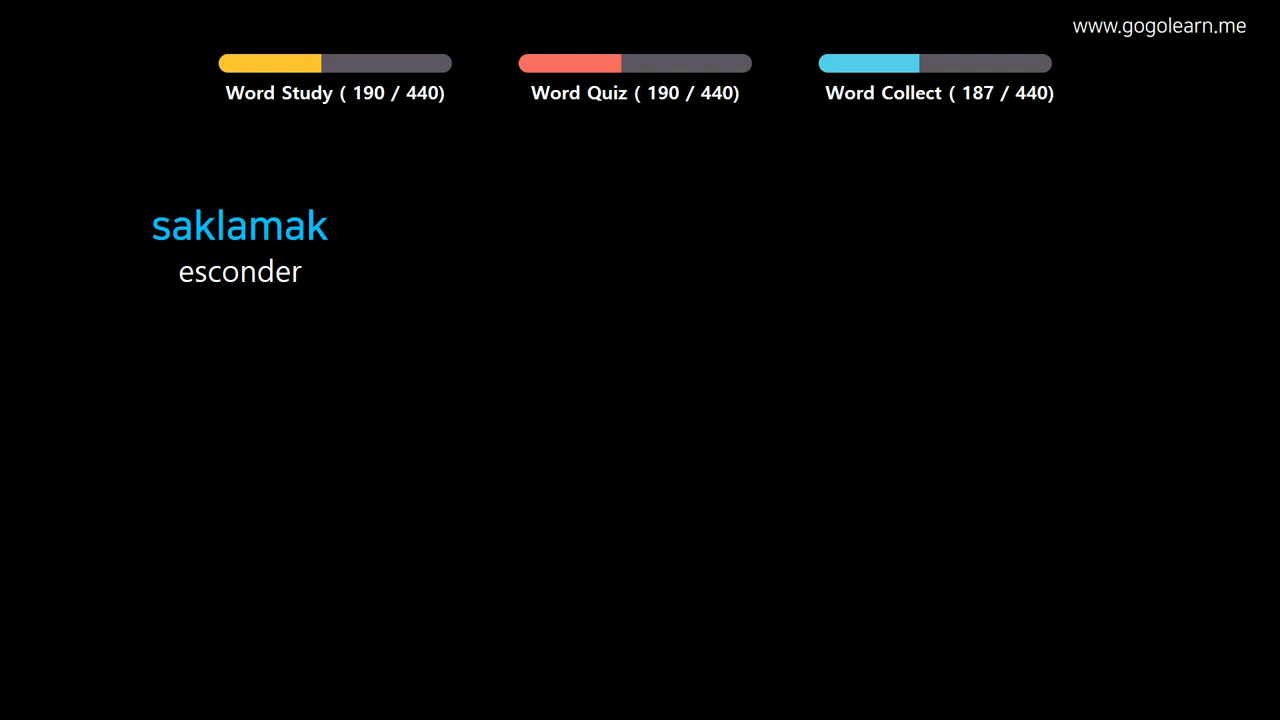 www.gogolearn.me
Word Study ( 190 / 440)
Word Quiz ( 190 / 440)
Word Collect ( 187 / 440)
saklamak
esconder